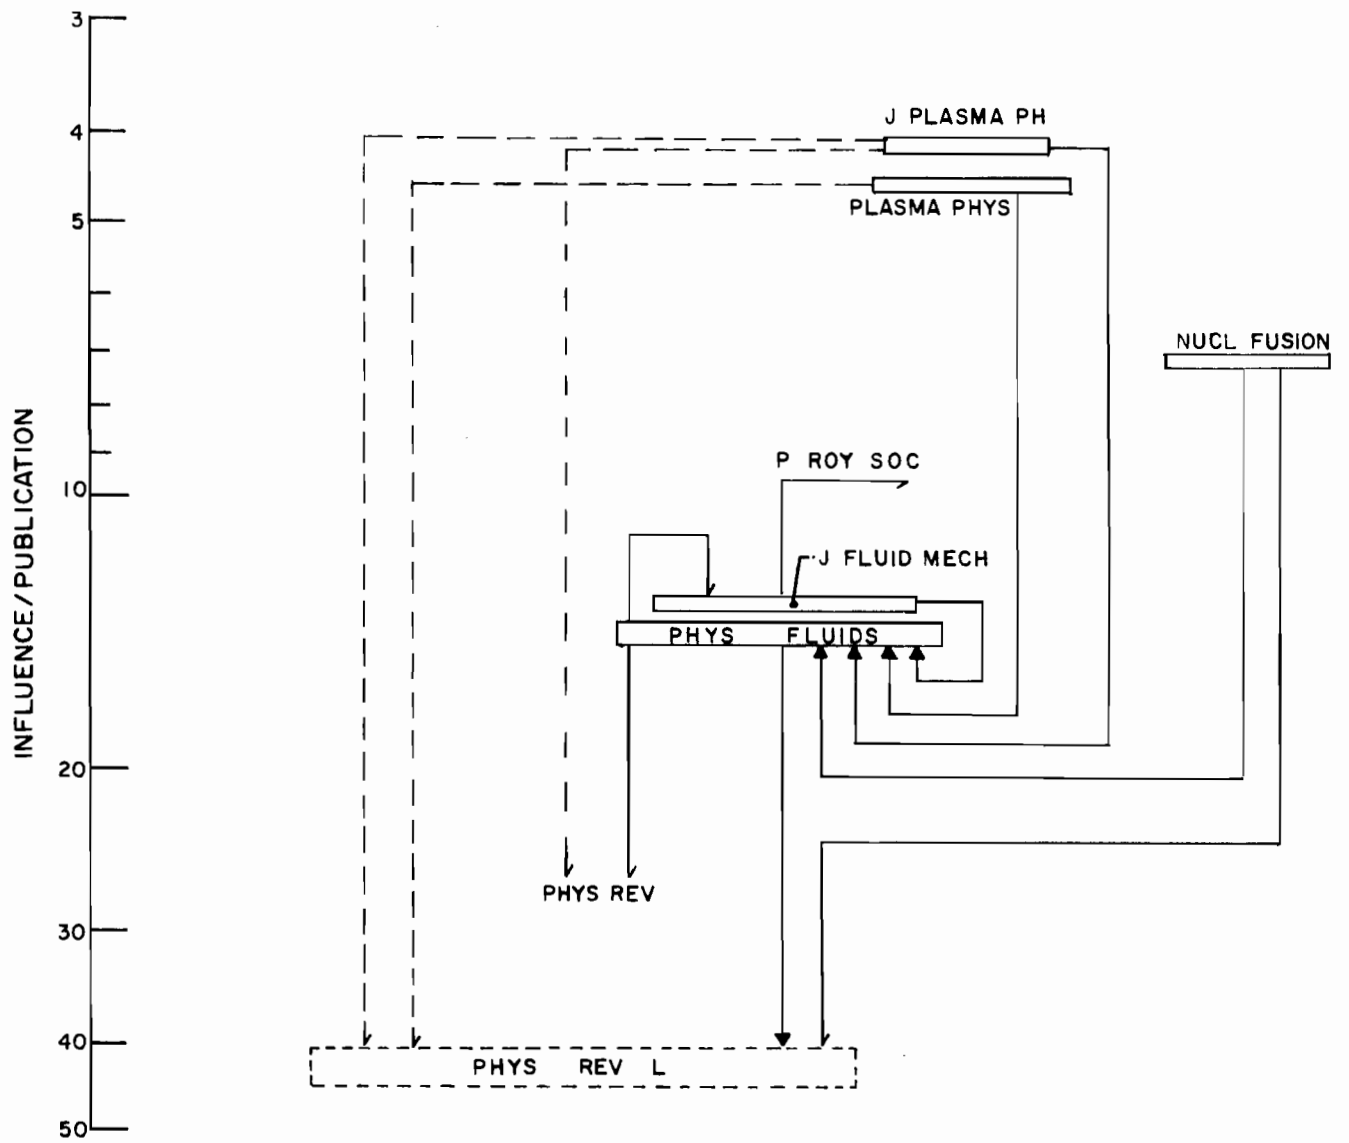 3
J PLASMA PH
4
PLASMA PHYS
5
NUCL FUSION
INFLUENCE/PUBLICATION
P ROY SOC
10
J FLUID MECH
PHYS FLUIDS
20
PHYS REV
30
40
PHYS REV L
50